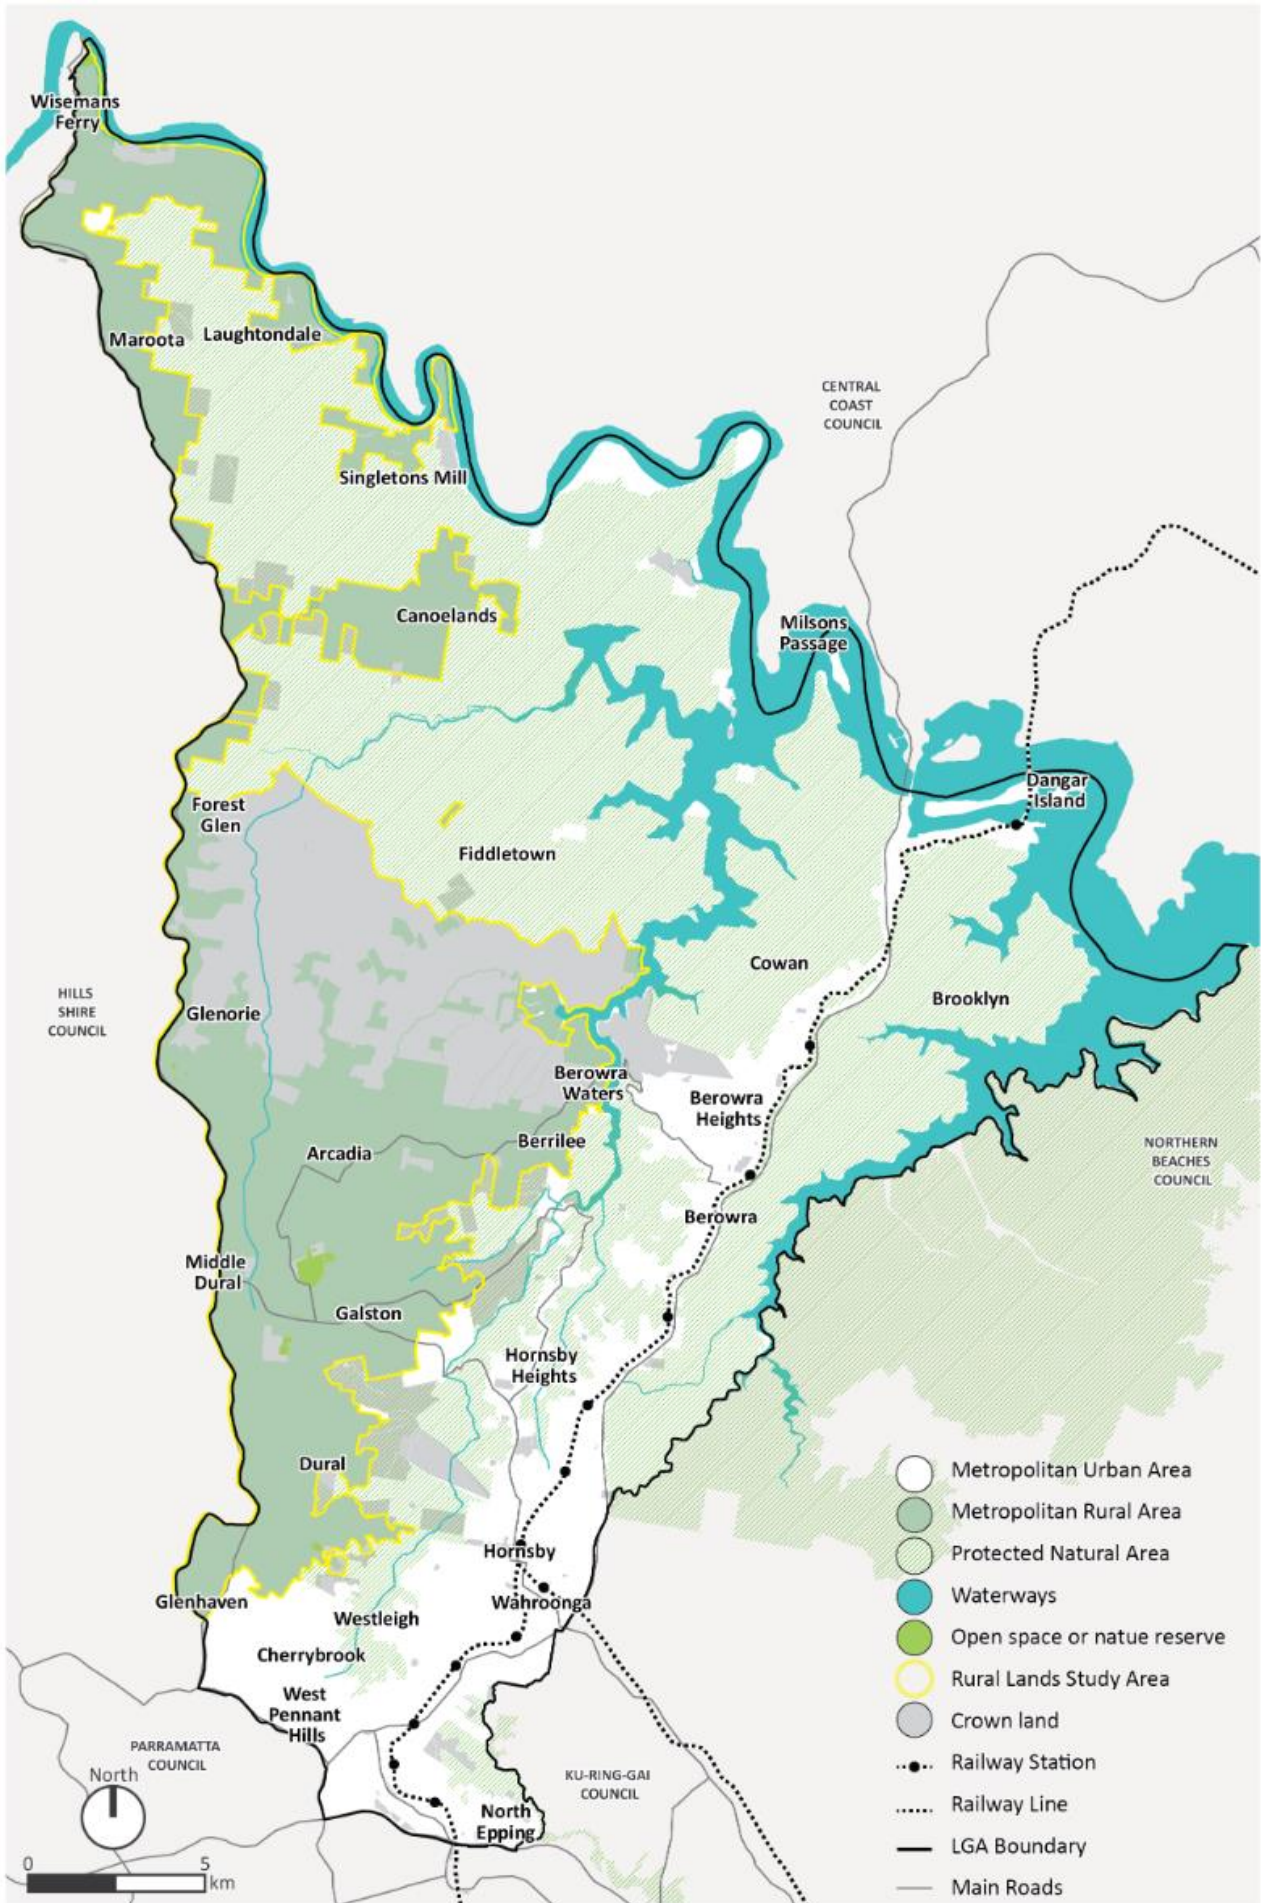 Wisemans
Ferry
Maroota
Laughtondale
Singletons Mill
CENTRAL
COAST
COUNCIL
Canoelands
Milsons
Passage
Dangar
Island
Forest
Glen
Fiddletown
Cowan
Brooklyn
HILLS
SHIRE
COUNCIL
Glenorie
Berowra
Waters
Berowra
Heights
Berrilee
Arcadia
NORTHERN
BEACHES
COUNCIL
Berowra
Middle
Dural
Galston
Hornsby
Heights
Dural
Hornsby
Glenhaven
Wahroonga
Westleigh
Cherrybrook
West
Pennant
Hills
PARRAMATTA
COUNCIL
KU-RING-GAI
COUNCIL
North
Epping
North
0 5
km
Metropolitan Urban Area
Metropolitan Rural Area
Protected Natural Area
Waterways
Open space or natue reserve
Rural Lands Study Area
Crown land
Railway Station
Railway Line
LGA Boundary
Main Roads